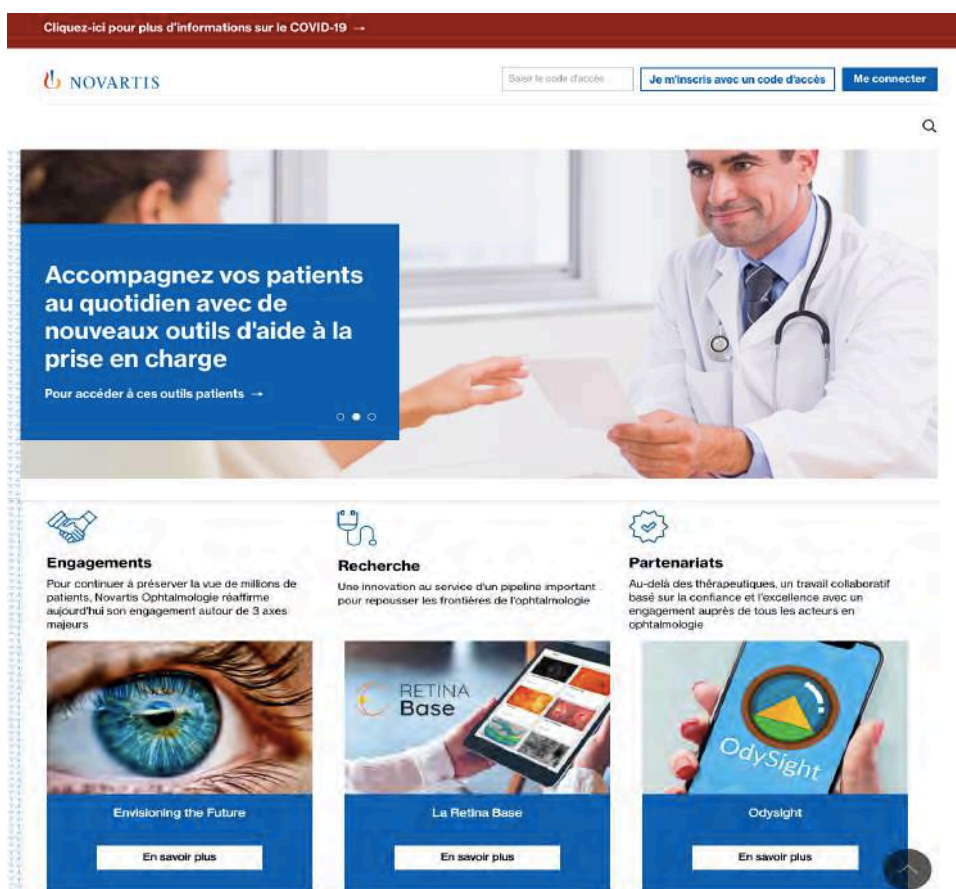 Cliquez-ici pour plus d'informations sur le COVID-19 →
NOVARTIS
Saisir le code d'accès
Je m'inscris avec un code d'accès
Me connecter
Accompagnez vos patients
au quotidien avec de
nouveaux outils d'aide à la
prise en charge
Pour accéder à ces outils patients →
Engagements
Pour continuer à préserver la vue de millions de
patients, Novartis Ophtalmologie réaffirme
aujourd'hui son engagement autour de 3 axes
majeurs
Recherche
Une innovation au service d'un pipeline important
pour repousser les frontières de l'ophtalmologie
Partenariats
Au-delà des thérapeutiques, un travail collaboratif
basé sur la confiance et l'excellence avec un
engagement auprès de tous les acteurs en
ophtalmologie
RETINA
Base
OdySight
Envisioning the Future
La Retina Base
Odysight
En savoir plus
En savoir plus
En savoir plus